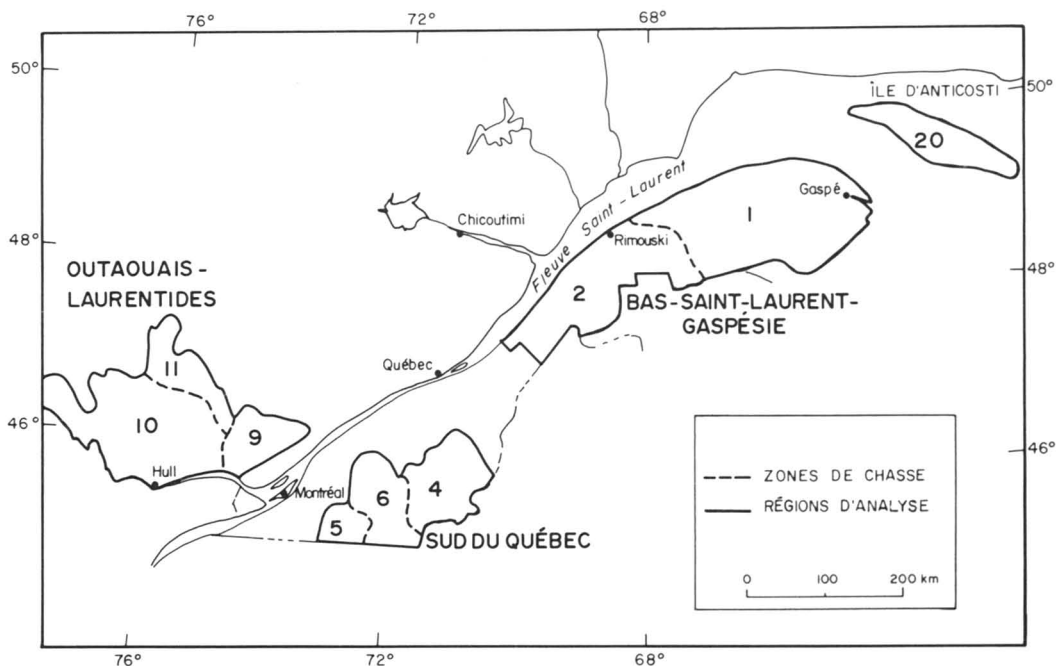 76°
72°
68°
50°
50°
ÎLE D'ANTICOSTI
20
Fleuve Saint-Laurent
Gaspé
1
Chicoutimi
Rimouski
48°
48°
OUTAOUAIS-
LAURENTIDES
2
BAS-SAINT-LAURENT-
GASPÉSIE
11
Québec
46°
10
9
46°
Hull
Montréal
4
6
5
SUD DU QUÉBEC
ZONES DE CHASSE
RÉGIONS D'ANALYSE
0 100 200 km
76°
72°
68°